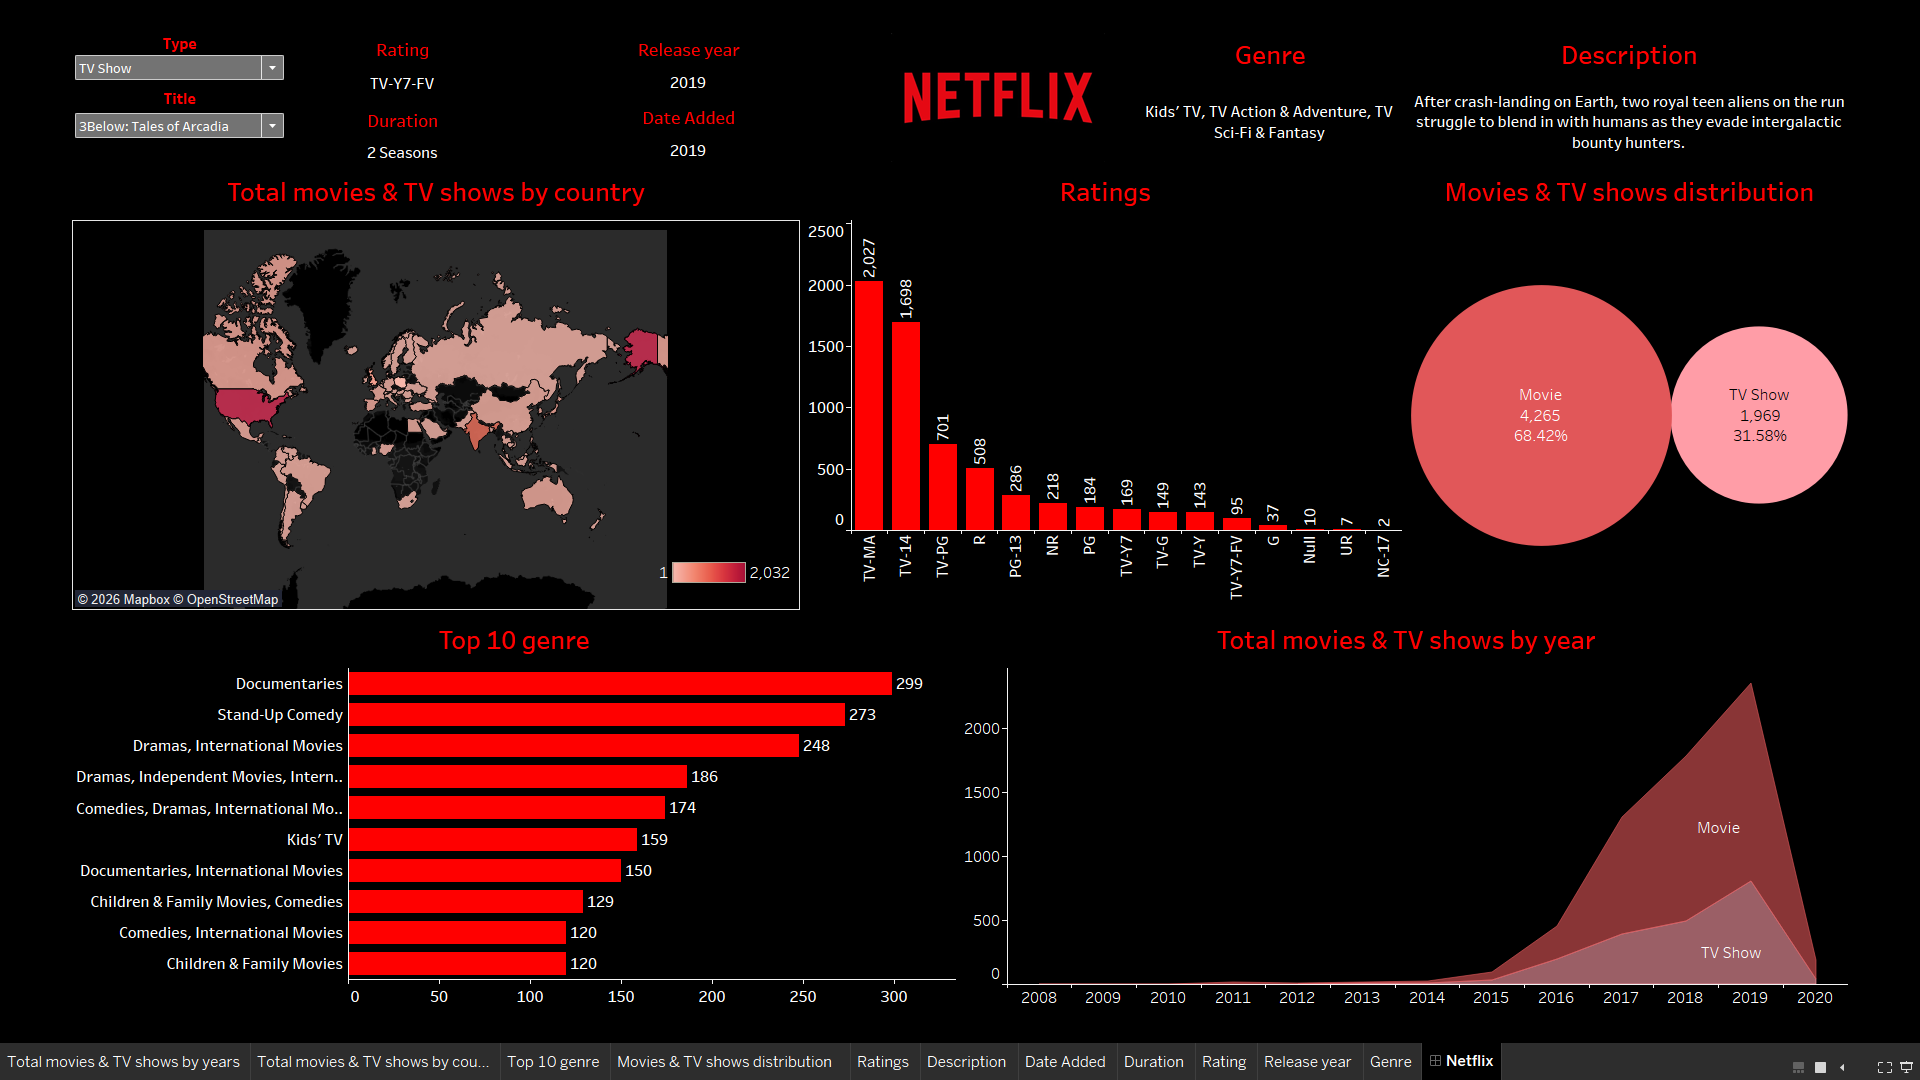 Type
TV Show
Title
3Below: Tales of Arcadia
Rating
TV-Y7-FV
Duration
2 Seasons
Release year
2019
Date Added
2019
NETFLIX
Genre
Kids’ TV, TV Action & Adventure, TV
Sci-Fi & Fantasy
Description
After crash-landing on Earth, two royal teen aliens on the run
struggle to blend in with humans as they evade intergalactic
bounty hunters.
Total movies & TV shows by country
1
2,032
© 2026 Mapbox © OpenStreetMap
Ratings
2500
2000
1500
1000
500
0
2,027
1,698
701
508
286
218
184
169
149
143
95
37
10
7
2
TV-MA
TV-14
TV-PG
R
PG-13
NR
PG
TV-Y7
TV-G
TV-Y
TV-Y7-FV
G
Null
UR
NC-17
Movies & TV shows distribution
Movie
4,265
68.42%
TV Show
1,969
31.58%
Top 10 genre
Documentaries 299
Stand-Up Comedy 273
Dramas, International Movies 248
Dramas, Independent Movies, Intern.. 186
Comedies, Dramas, International Mo.. 174
Kids’ TV 159
Documentaries, International Movies 150
Children & Family Movies, Comedies 129
Comedies, International Movies 120
Children & Family Movies 120
0 50 100 150 200 250 300
Total movies & TV shows by year
2000
1500
1000
500
0
Movie
TV Show
2008 2009 2010 2011 2012 2013 2014 2015 2016 2017 2018 2019 2020
Total movies & TV shows by years
Total movies & TV shows by cou...
Top 10 genre
Movies & TV shows distribution
Ratings
Description
Date Added
Duration
Rating
Release year
Genre
Netflix